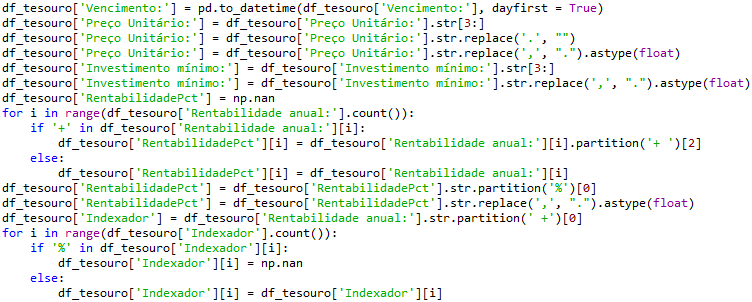 df_tesouro['Vencimento:'] = pd.to_datetime(df_tesouro['Vencimento:'], dayfirst = True)
df_tesouro['Preço Unitário:'] = df_tesouro['Preço Unitário:'].str[3:]
df_tesouro['Preço Unitário:'] = df_tesouro['Preço Unitário:'].str.replace('.', "")
df_tesouro['Preço Unitário:'] = df_tesouro['Preço Unitário:'].str.replace(',', ".").astype(float)
df_tesouro['Investimento mínimo:'] = df_tesouro['Investimento mínimo:'].str[3:]
df_tesouro['Investimento mínimo:'] = df_tesouro['Investimento mínimo:'].str.replace(',', ".").astype(float)
df_tesouro['RentabilidadePct'] = np.nan
for i in range(df_tesouro['Rentabilidade anual:'].count()):
    if '+' in df_tesouro['Rentabilidade anual:'][i]:
        df_tesouro['RentabilidadePct'][i] = df_tesouro['Rentabilidade anual:'][i].partition('+ ')[2]
    else:
        df_tesouro['RentabilidadePct'][i] = df_tesouro['Rentabilidade anual:'][i]
df_tesouro['RentabilidadePct'] = df_tesouro['RentabilidadePct'].str.partition('%')[0]
df_tesouro['RentabilidadePct'] = df_tesouro['RentabilidadePct'].str.replace(',', ".").astype(float)
df_tesouro['Indexador'] = df_tesouro['Rentabilidade anual:'].str.partition(' +')[0]
for i in range(df_tesouro['Indexador'].count()):
    if '%' in df_tesouro['Indexador'][i]:
        df_tesouro['Indexador'][i] = np.nan
    else:
        df_tesouro['Indexador'][i] = df_tesouro['Indexador'][i]